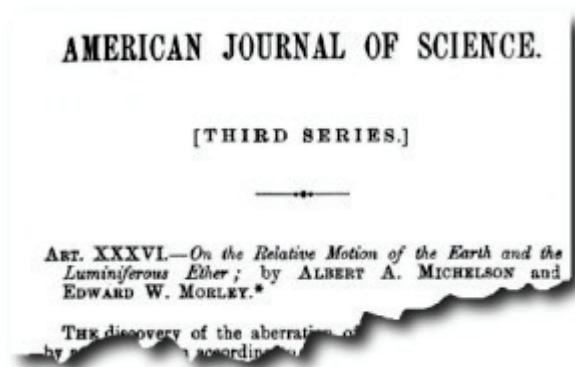 AMERICAN JOURNAL OF SCIENCE.
[THIRD SERIES.]
ART. XXXVI.—On the Relative Motion of the Earth and the
Luminiferous Ether; by ALBERT A. MICHELSON and
EDWARD W. MORLEY.*
THE discovery of the aberration of
by